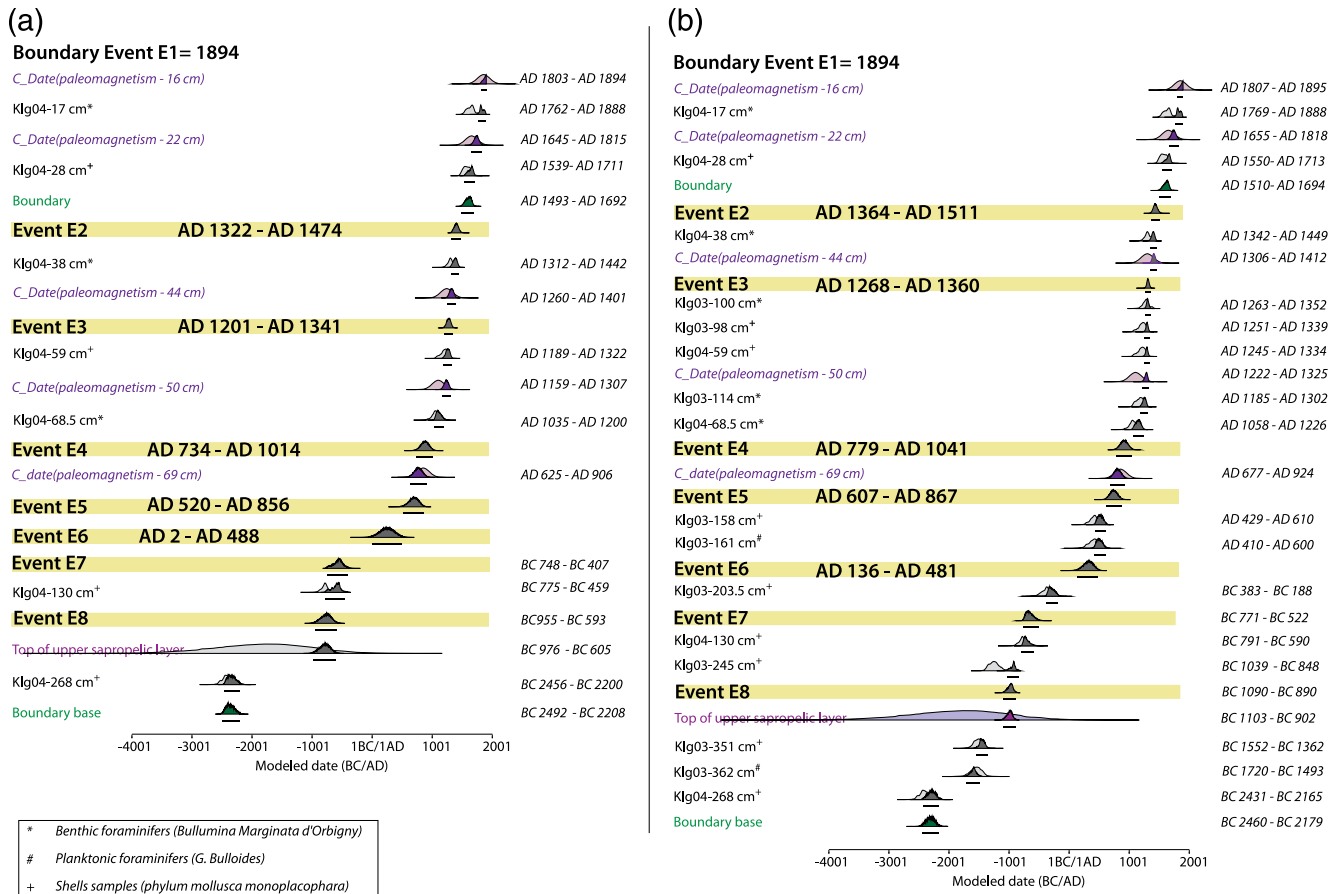 (a)
Boundary Event E1= 1894
C_Date(paleomagnetism - 16 cm) AD 1803 - AD 1894
Klg04-17 cm* AD 1762 - AD 1888
C_Date(paleomagnetism - 22 cm) AD 1645 - AD 1815
Klg04-28 cm+ AD 1539- AD 1711
Boundary AD 1493 - AD 1692
Event E2 AD 1322 - AD 1474
Klg04-38 cm* AD 1312 - AD 1442
C_Date(paleomagnetism - 44 cm) AD 1260 - AD 1401
Event E3 AD 1201 - AD 1341
Klg04-59 cm+ AD 1189 - AD 1322
C_Date(paleomagnetism - 50 cm) AD 1159 - AD 1307
Klg04-68.5 cm* AD 1035 - AD 1200
Event E4 AD 734 - AD 1014
C_date(paleomagnetism - 69 cm) AD 625 - AD 906
Event E5 AD 520 - AD 856
Event E6 AD 2 - AD 488
Event E7 BC 748 - BC 407
Klg04-130 cm+ BC 775 - BC 459
Event E8 BC955 - BC 593
Top of upper sapropelic layer BC 976 - BC 605
Klg04-268 cm+ BC 2456 - BC 2200
Boundary base BC 2492 - BC 2208
-4001 -2001 -1001 1BC/1AD 1001 2001
Modeled date (BC/AD)
* Benthic foraminifers (Bullumina Marginata d'Orbigny)
# Planktonic foraminifers (G. Bulloides)
+ Shells samples (phylum mollusca monoplacophara)
(b)
Boundary Event E1= 1894
C_Date(paleomagnetism -16 cm) AD 1807 - AD 1895
Klg04-17 cm* AD 1769 - AD 1888
C_Date(paleomagnetism - 22 cm) AD 1655 - AD 1818
Klg04-28 cm+ AD 1550- AD 1713
Boundary AD 1510- AD 1694
Event E2 AD 1364 - AD 1511
Klg04-38 cm* AD 1342 - AD 1449
C_Date(paleomagnetism - 44 cm) AD 1306 - AD 1412
Event E3 AD 1268 - AD 1360
Klg03-100 cm* AD 1263 - AD 1352
Klg03-98 cm+ AD 1251 - AD 1339
Klg04-59 cm+ AD 1245 - AD 1334
C_Date(paleomagnetism - 50 cm) AD 1222 - AD 1325
Klg03-114 cm* AD 1185 - AD 1302
Klg04-68.5 cm* AD 1058 - AD 1226
Event E4 AD 779 - AD 1041
C_date(paleomagnetism - 69 cm) AD 677 - AD 924
Event E5 AD 607 - AD 867
Klg03-158 cm+ AD 429 - AD 610
Klg03-161 cm# AD 410 - AD 600
Event E6 AD 136 - AD 481
Klg03-203.5 cm+ BC 383 - BC 188
Event E7 BC 771 - BC 522
Klg04-130 cm+ BC 791 - BC 590
Klg03-245 cm+ BC 1039 - BC 848
Event E8 BC 1090 - BC 890
Top of upper sapropelic layer BC 1103 - BC 902
Klg03-351 cm+ BC 1552 - BC 1362
Klg03-362 cm# BC 1720 - BC 1493
Klg04-268 cm+ BC 2431 - BC 2165
Boundary base BC 2460 - BC 2179
-4001 -2001 -1001 1BC/1AD 1001 2001
Modeled date (BC/AD)